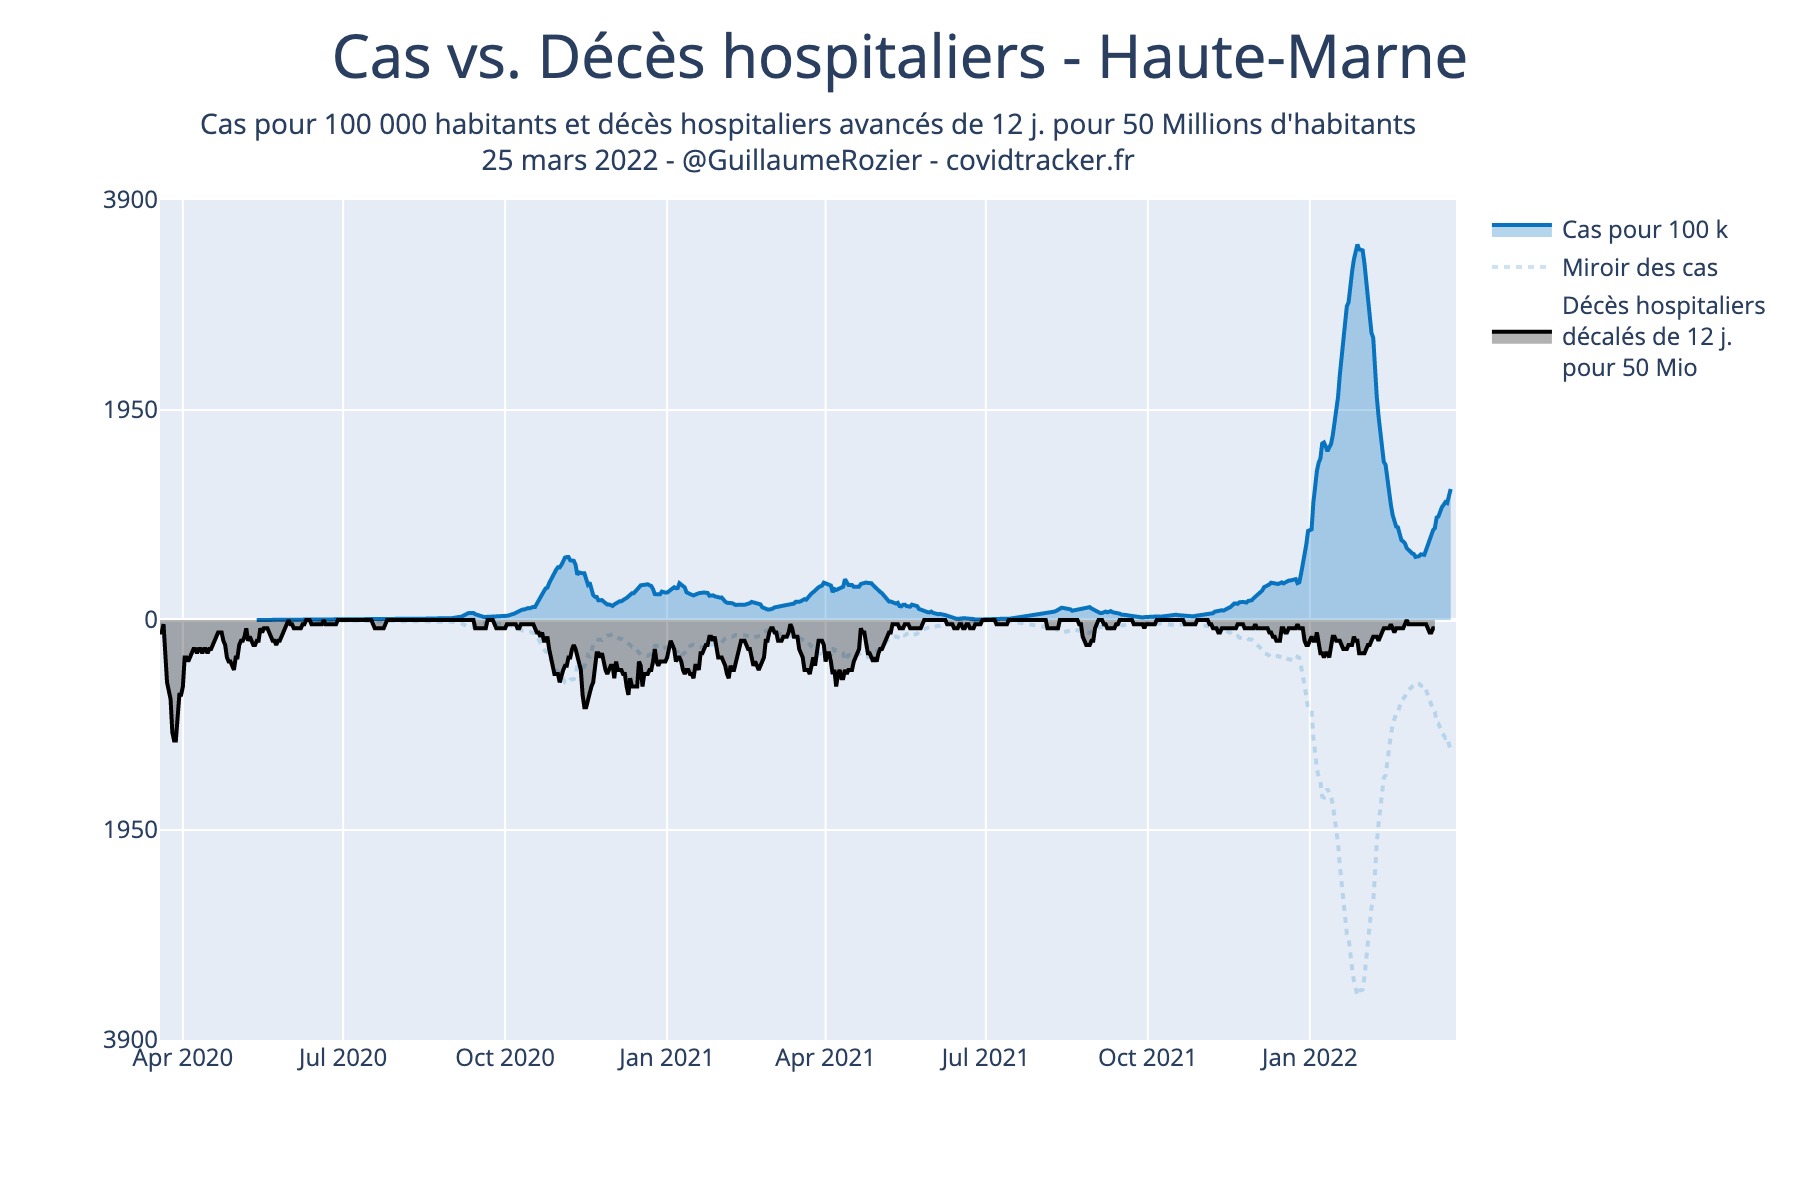 Cas vs. Décès hospitaliers - Haute-Marne
Cas pour 100 000 habitants et décès hospitaliers avancés de 12 j. pour 50 Millions d'habitants
25 mars 2022 - @GuillaumeRozier - covidtracker.fr
3900
1950
0
1950
3900
Apr 2020
Jul 2020
Oct 2020
Jan 2021
Apr 2021
Jul 2021
Oct 2021
Jan 2022
Cas pour 100 k
Miroir des cas
Décès hospitaliers
décalés de 12 j.
pour 50 Mio